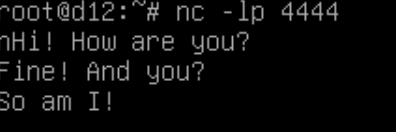 root@d12:~# nc -lp 4444
nHi! How are you?
Fine! And you?
So am I!